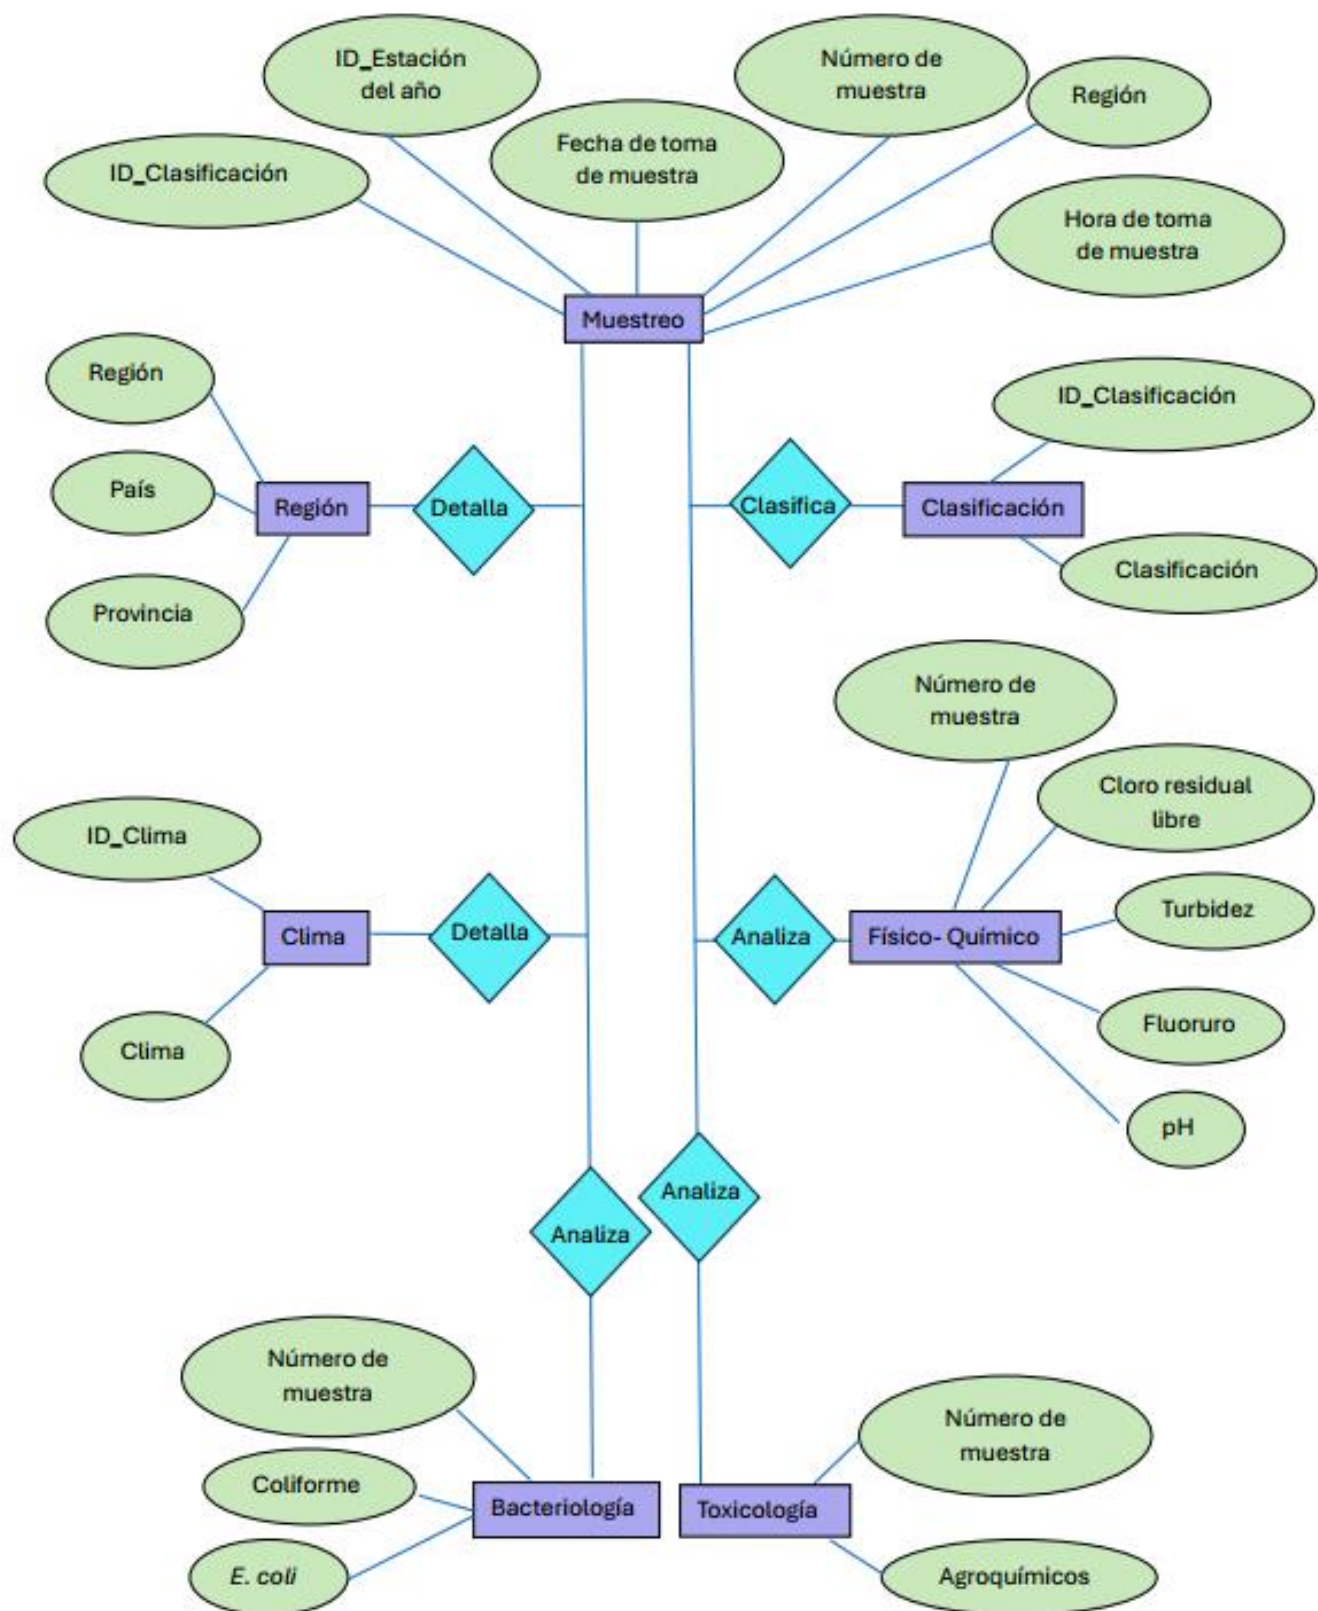 ID_Estación
del año
Número de
muestra
Región
Fecha de toma
de muestra
ID_Clasificación
Hora de toma
de muestra
Muestreo
Región
ID_Clasificación
País
Región
Detalla
Clasifica
Clasificación
Clasificación
Provincia
Número de
muestra
Cloro residual
libre
ID_Clima
Turbidez
Clima
Detalla
Analiza
Físico- Químico
Fluoruro
Clima
pH
Analiza
Analiza
Número de
muestra
Número de
muestra
Coliforme
Bacteriología
Toxicología
E. coli
Agroquímicos